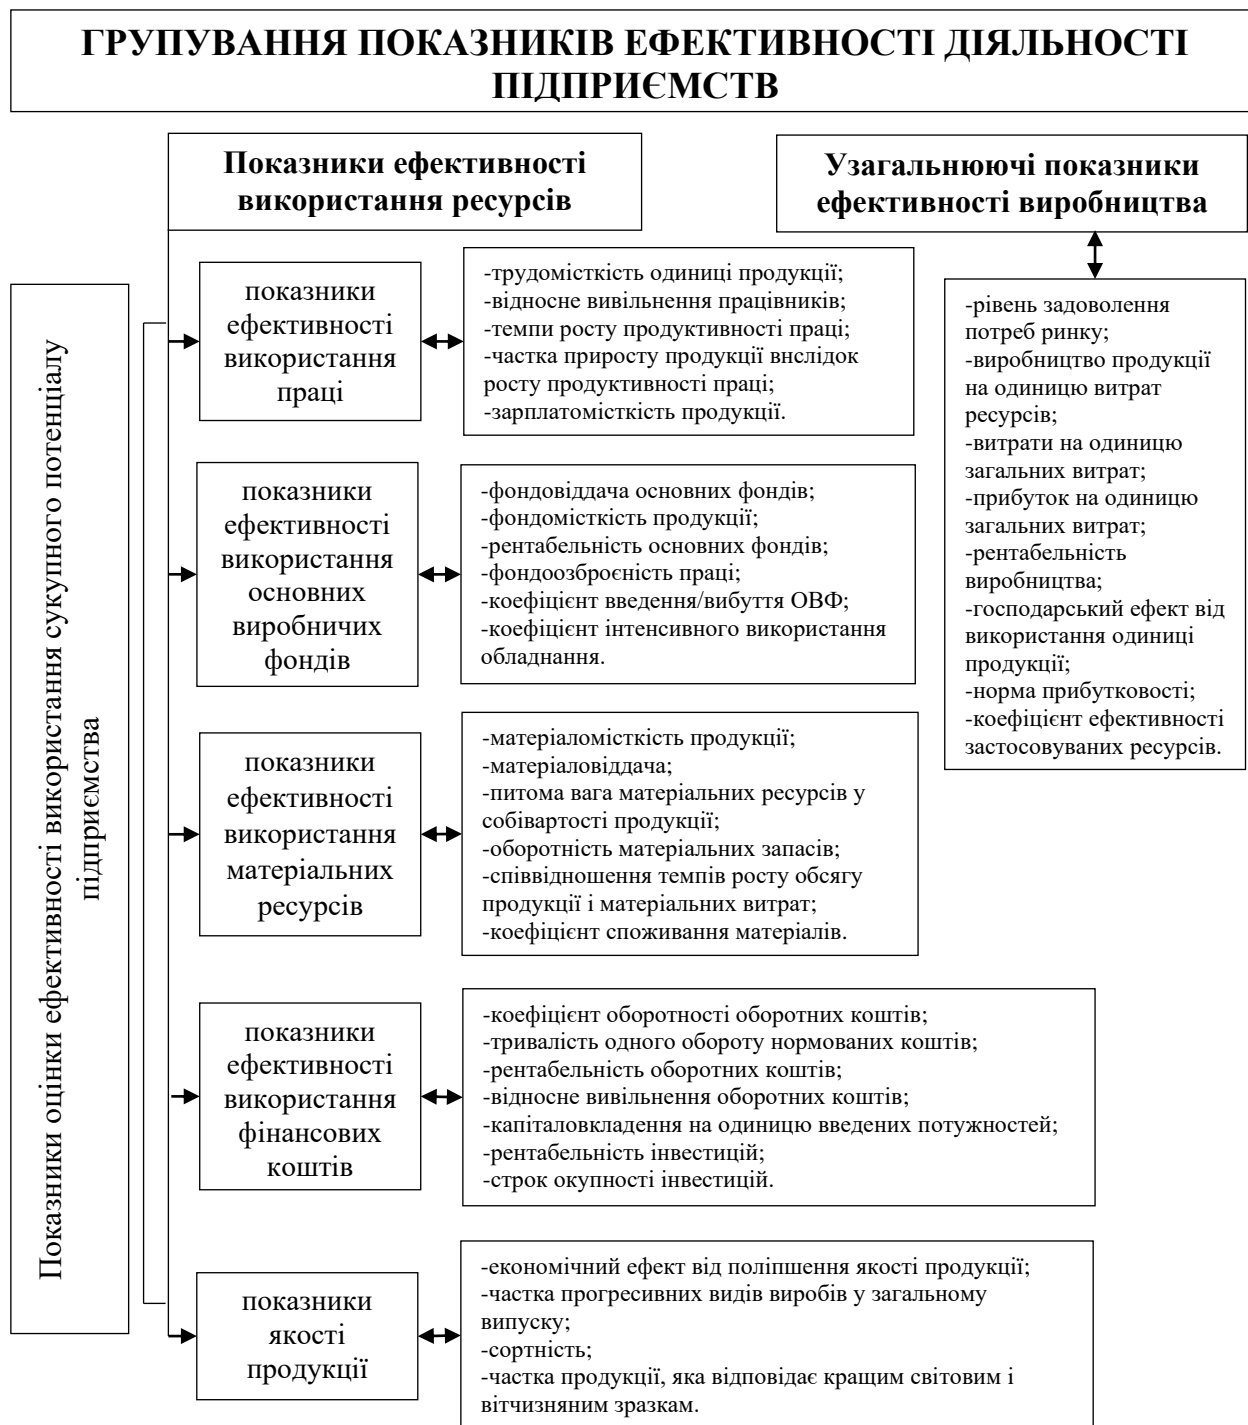 ГРУПУВАННЯ ПОКАЗНИКІВ ЕФЕКТИВНОСТІ ДІЯЛЬНОСТІ
ПІДПРИЄМСТВ
Показники ефективності
використання ресурсів
Узагальнюючі показники
ефективності виробництва
Показники оцінки ефективності використання сукупного потенціалу
підприємства
показники
ефективності
використання
праці
-трудомісткість одиниці продукції;
-відносне вивільнення працівників;
-темпи росту продуктивності праці;
-частка приросту продукції внслідок
росту продуктивності праці;
-зарплатомісткість продукції.
показники
ефективності
використання
основних
виробничих
фондів
-фондовіддача основних фондів;
-фондомісткість продукції;
-рентабельність основних фондів;
-фондоозброєність праці;
-коефіцієнт введення/вибуття ОВФ;
-коефіцієнт інтенсивного використання
обладнання.
показники
ефективності
використання
матеріальних
ресурсів
-матеріаломісткість продукції;
-матеріаловіддача;
-питома вага матеріальних ресурсів у
собівартості продукції;
-оборотність матеріальних запасів;
-співвідношення темпів росту обсягу
продукції і матеріальних витрат;
-коефіцієнт споживання матеріалів.
показники
ефективності
використання
фінансових
коштів
-коефіцієнт оборотності оборотних коштів;
-тривалість одного обороту нормованих коштів;
-рентабельність оборотних коштів;
-відносне вивільнення оборотних коштів;
-капіталовкладення на одиницю введених потужностей;
-рентабельність інвестицій;
-строк окупності інвестицій.
показники
якості
продукції
-економічний ефект від поліпшення якості продукції;
-частка прогресивних видів виробів у загальному
випуску;
-сортність;
-частка продукції, яка відповідає кращим світовим і
вітчизняним зразкам.
-рівень задоволення
потреб ринку;
-виробництво продукції
на одиницю витрат
ресурсів;
-витрати на одиницю
загальних витрат;
-прибуток на одиницю
загальних витрат;
-рентабельність
виробництва;
-господарський ефект від
використання одиниці
продукції;
-норма прибутковості;
-коефіцієнт ефективності
застосовуваних ресурсів.